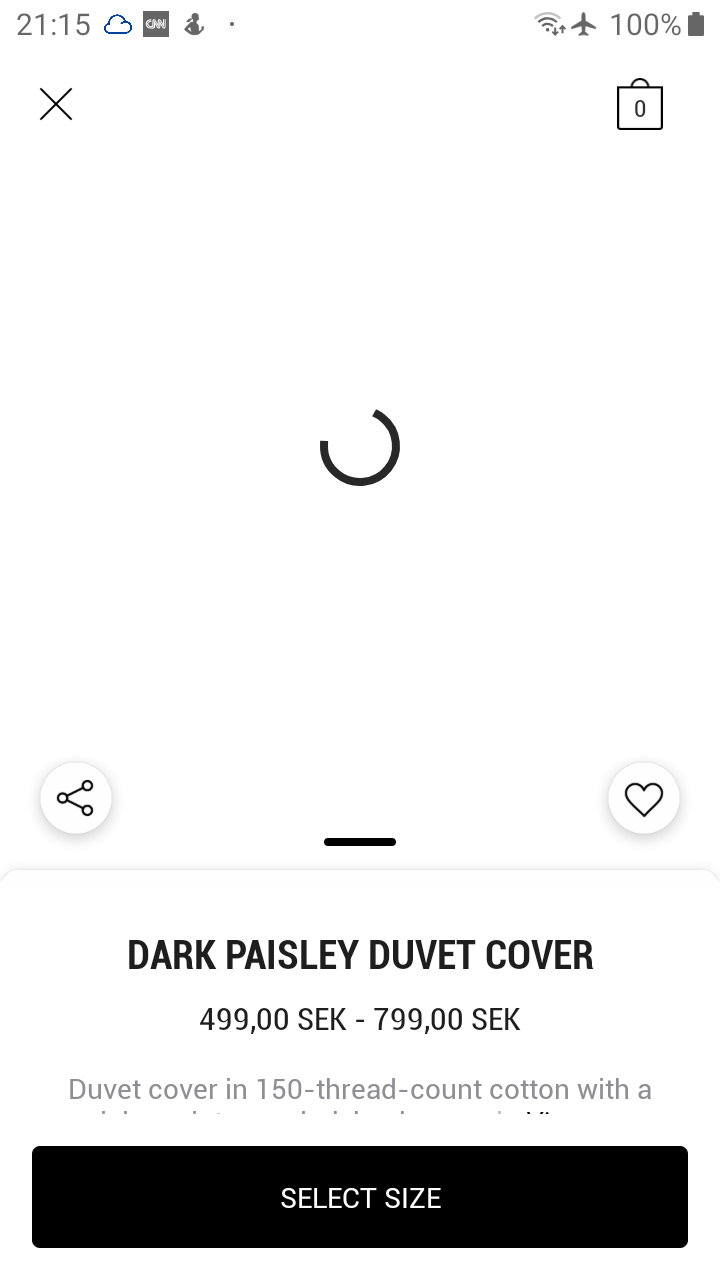 21:15 CNN 100%
0
DARK PAISLEY DUVET COVER
499,00 SEK - 799,00 SEK
Duvet cover in 150-thread-count cotton with a
SELECT SIZE